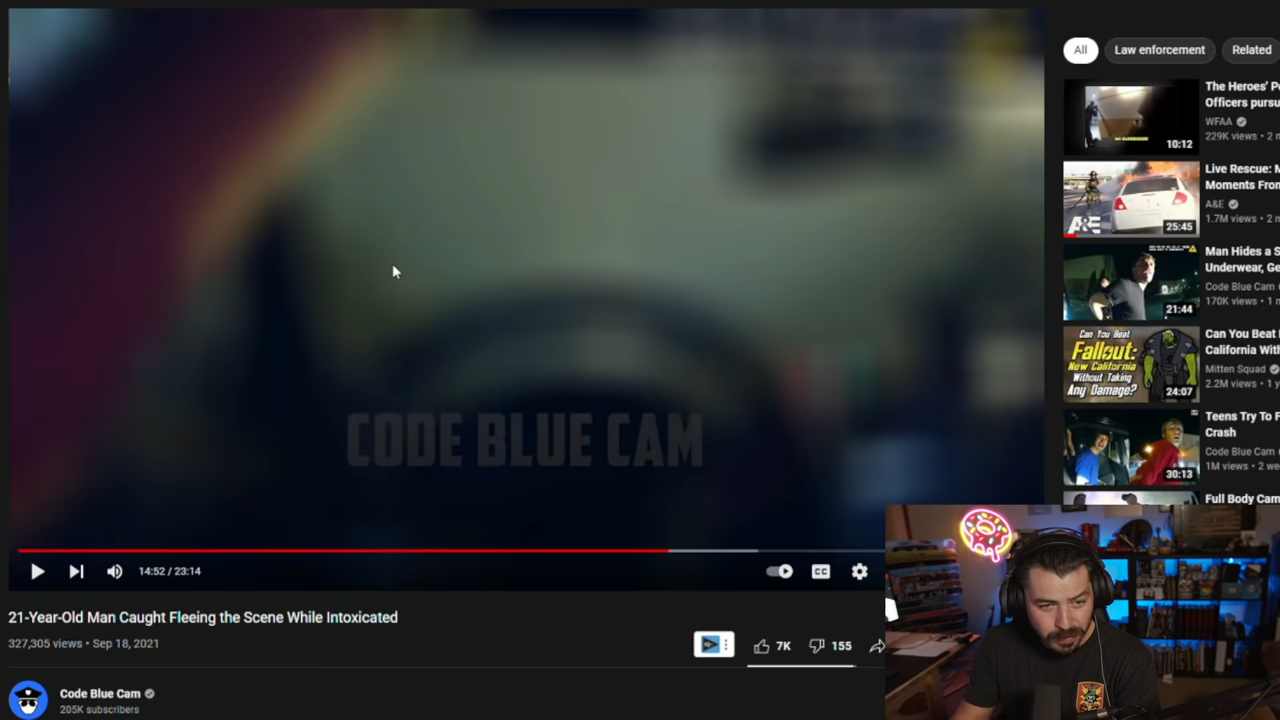 CODE BLUE CAM
14:52 / 23:14
CC
21-Year-Old Man Caught Fleeing the Scene While Intoxicated
327,305 views • Sep 18, 2021
7K
155
Code Blue Cam
205K subscribers
All
Law enforcement
Related
The Heroes'
Officers pursu
WFAA
229K views • 2
10:12
Live Rescue:
Moments From
A&E
1.7M views • 2
A&E
25:45
Man Hides a S
Underwear, Ge
Code Blue Cam
170K views • 1
21:44
Can You Beat
Fallout:
New California
Without Taking
Any Damage?
24:07
Can You Beat
California With
Mitten Squad
2.2M views • 1 y
Teens Try To F
Crash
Code Blue Cam
1M views • 2 we
30:13
Full Body Cam